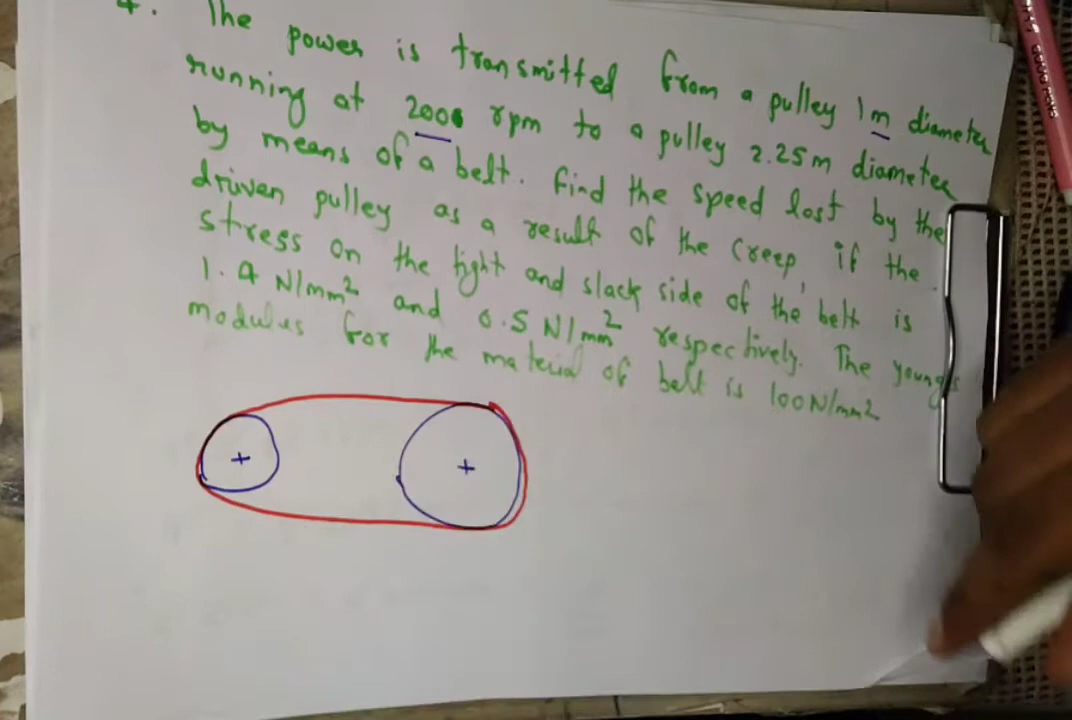 4. The power is transmitted from a pulley 1m diameter
running at 200 rpm to a pulley 2.25m diameter
by means of a belt. Find the speed lost by the
driven pulley as a result of the creep, if the
stress on the tight and slack side of the belt is
1.4 N/mm² and 0.5 N/mm² respectively. The youngs
modulus for the material of belt is 100N/mm2